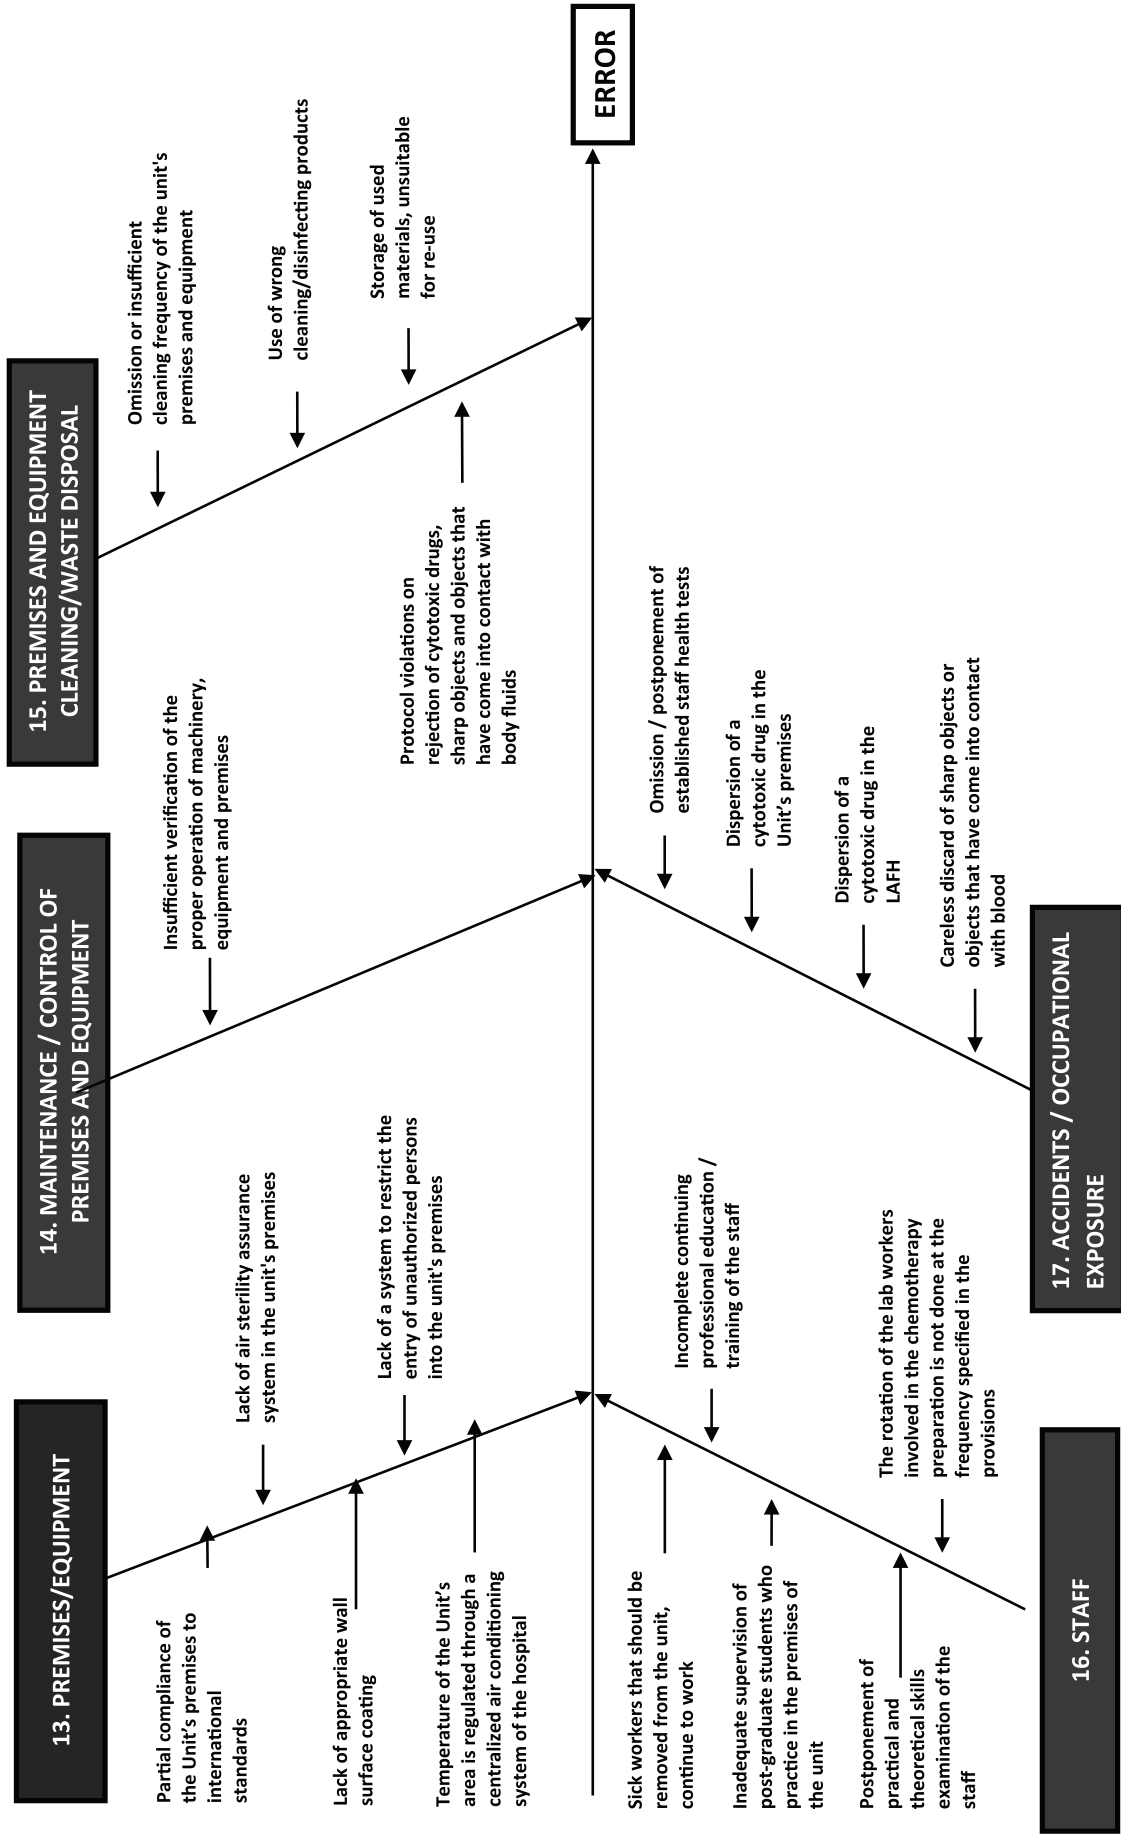 13. PREMISES/EQUIPMENT
Partial compliance of
the Unit's premises to
international
standards
Lack of appropriate wall
surface coating
Temperature of the Unit's
area is regulated through a
centralized air conditioning
system of the hospital
Lack of air sterility assurance
system in the unit's premises
Lack of a system to restrict the
entry of unauthorized persons
into the unit's premises
14. MAINTENANCE / CONTROL OF
PREMISES AND EQUIPMENT
Insufficient verification of the
proper operation of machinery,
equipment and premises
15. PREMISES AND EQUIPMENT
CLEANING/WASTE DISPOSAL
Protocol violations on
rejection of cytotoxic drugs,
sharp objects and objects that
have come into contact with
body fluids
Omission or insufficient
cleaning frequency of the unit's
premises and equipment
Use of wrong
cleaning/disinfecting products
Storage of used
materials, unsuitable
for re-use
ERROR
Sick workers that should be
removed from the unit,
continue to work
Inadequate supervision of
post-graduate students who
practice in the premises of
the unit
Postponement of
practical and
theoretical skills
examination of the
staff
Incomplete continuing
professional education /
training of the staff
The rotation of the lab workers
involved in the chemotherapy
preparation is not done at the
frequency specified in the
provisions
16. STAFF
Omission / postponement of
established staff health tests
Dispersion of a
cytotoxic drug in the
Unit's premises
Dispersion of a
cytotoxic drug in the
LAFH
Careless discard of sharp objects or
objects that have come into contact
with blood
17. ACCIDENTS / OCCUPATIONAL
EXPOSURE